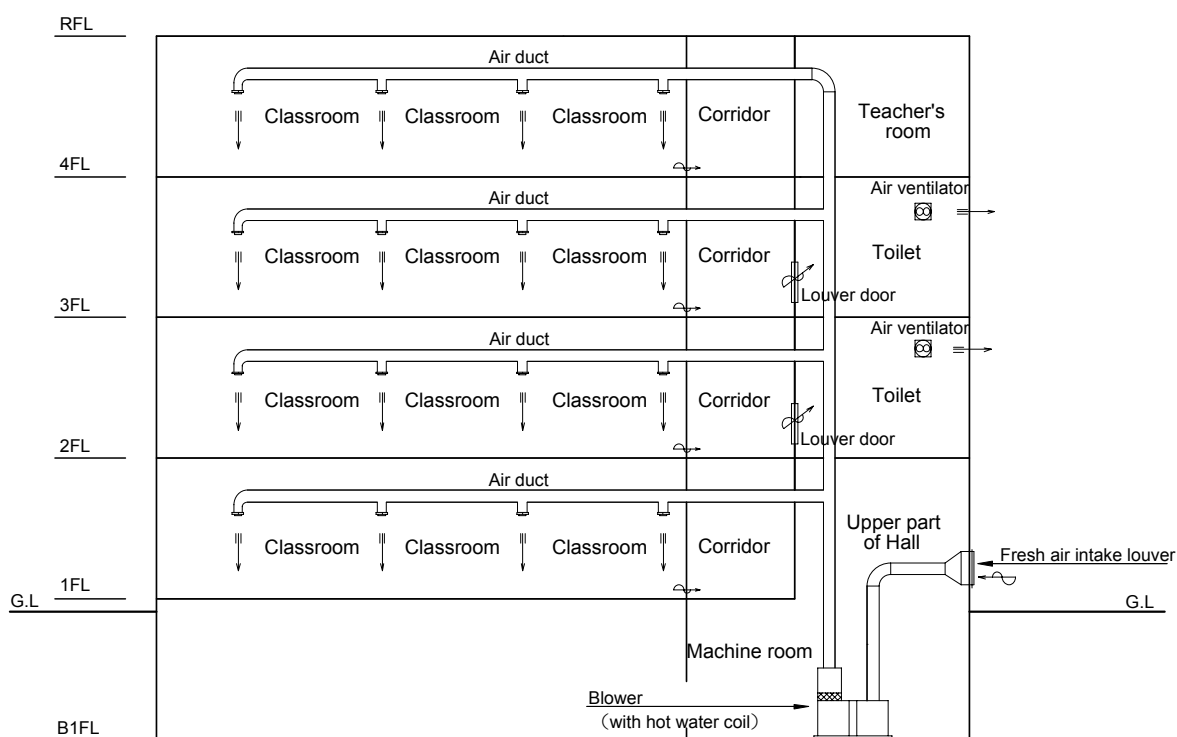 RFL
Air duct
Classroom
Classroom
Classroom
Corridor
Teacher's
room
4FL
Air duct
Air ventilator
Classroom
Classroom
Classroom
Corridor
Toilet
Louver door
3FL
Air duct
Air ventilator
Classroom
Classroom
Classroom
Corridor
Toilet
Louver door
2FL
Air duct
Upper part
of Hall
Classroom
Classroom
Classroom
Corridor
Fresh air intake louver
1FL
G.L
G.L
Machine room
Blower
（with hot water coil）
B1FL